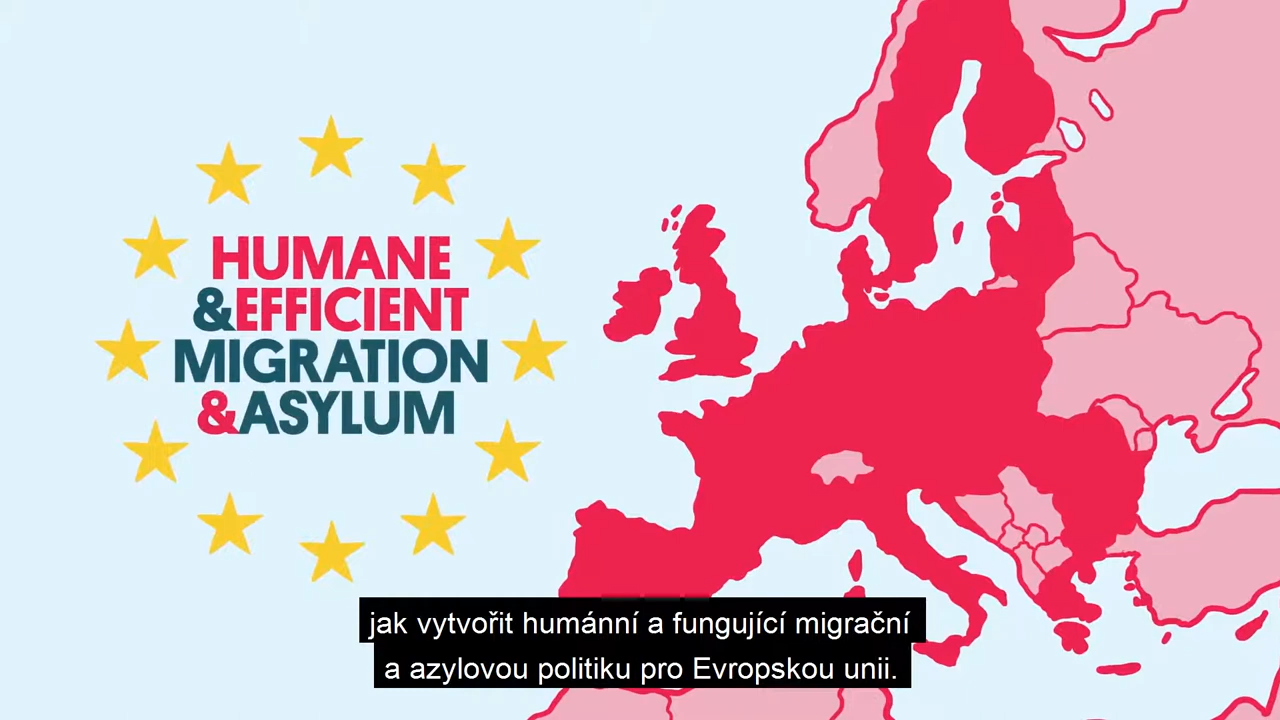 HUMANE
&EFFICIENT
MIGRATION
&ASYLUM
jak vytvořit humánní a fungující migrační
a azylovou politiku pro Evropskou unii.